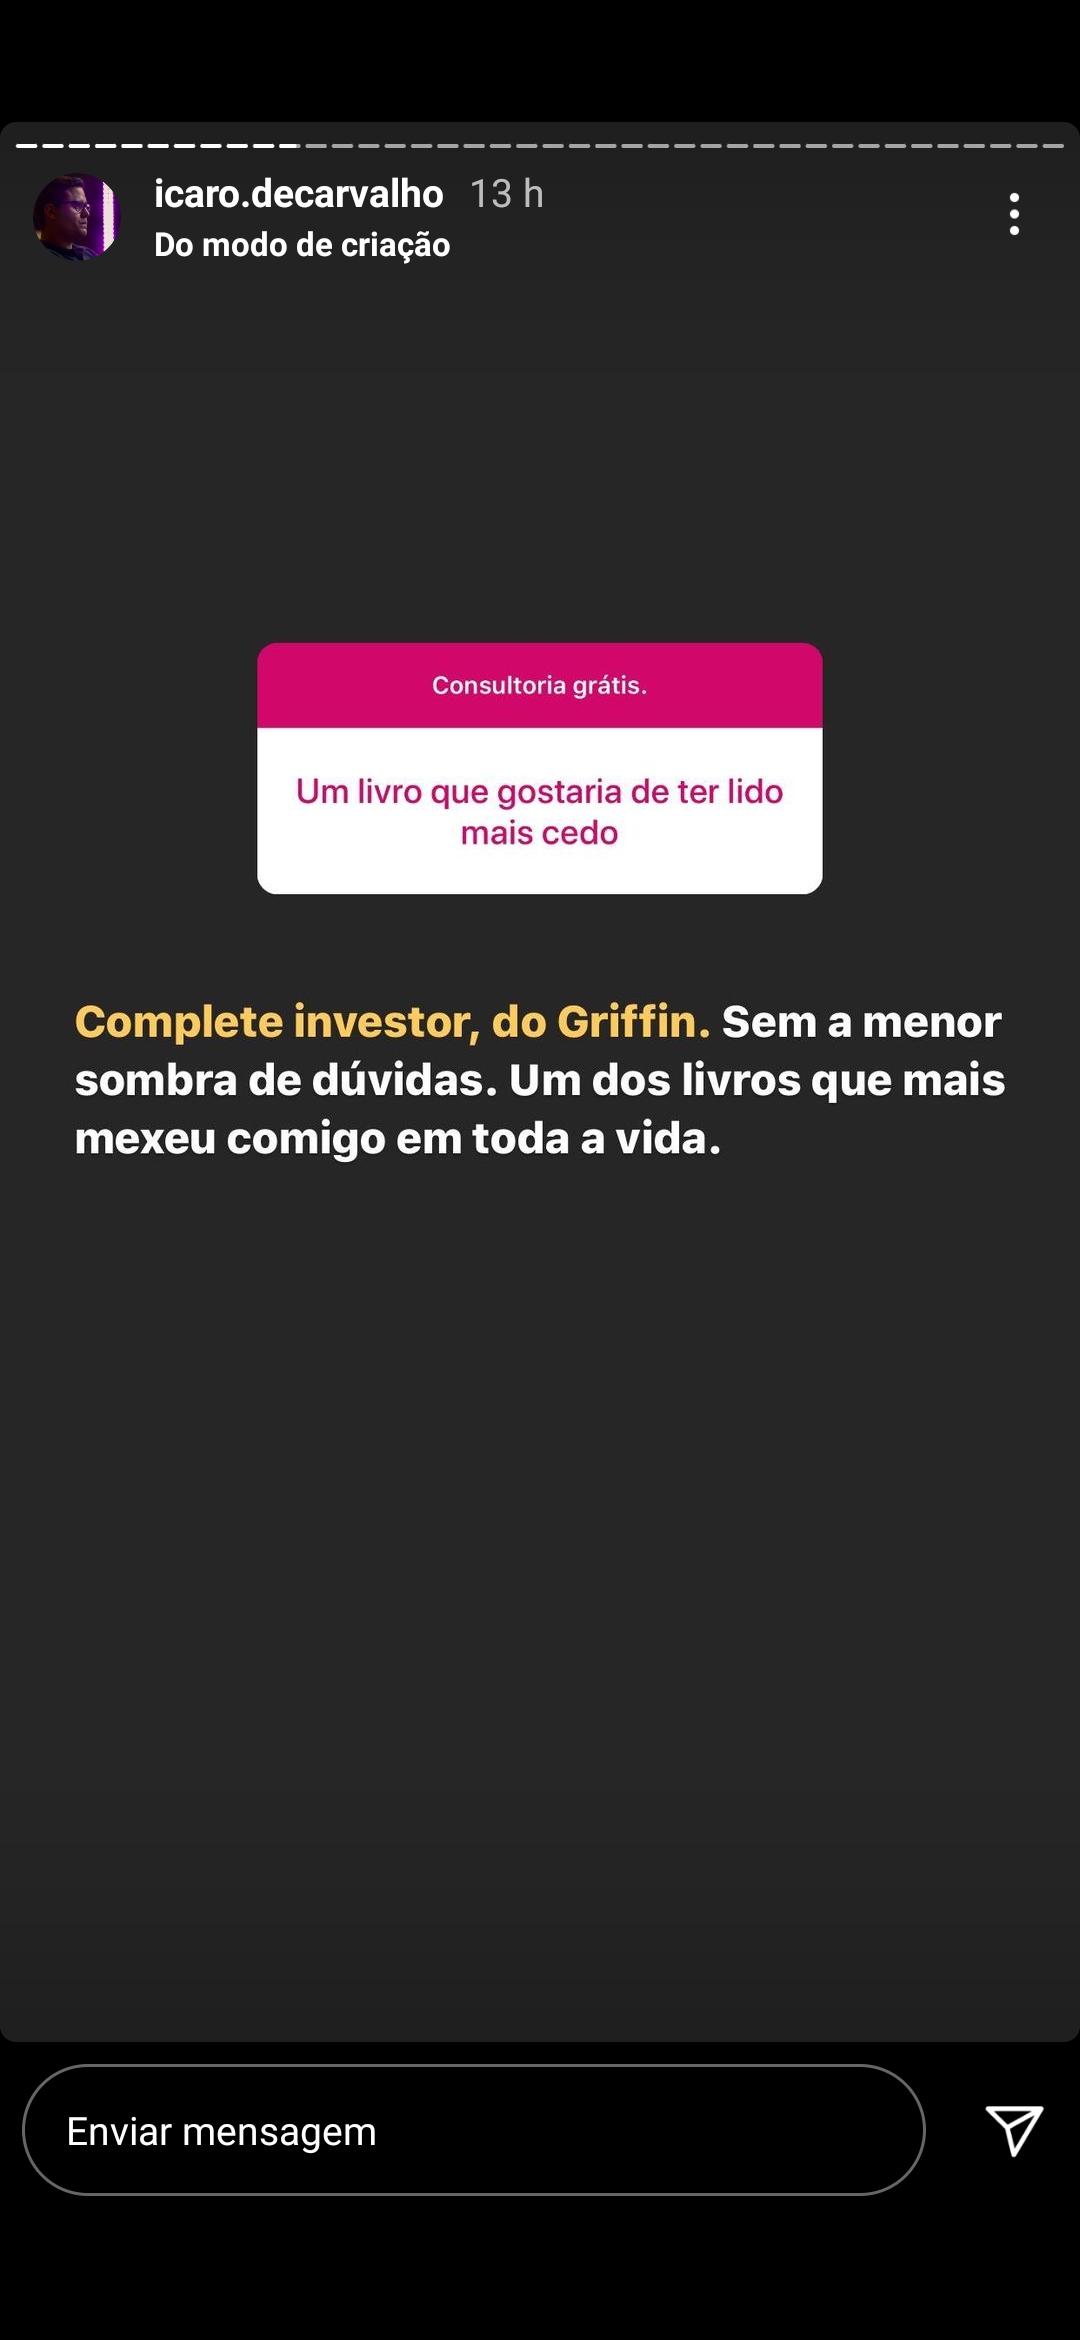 icaro.decarvalho 13 h
Do modo de criação
Consultoria grátis.
Um livro que gostaria de ter lido
mais cedo
Complete investor, do Griffin. Sem a menor
sombra de dúvidas. Um dos livros que mais
mexeu comigo em toda a vida.
Enviar mensagem